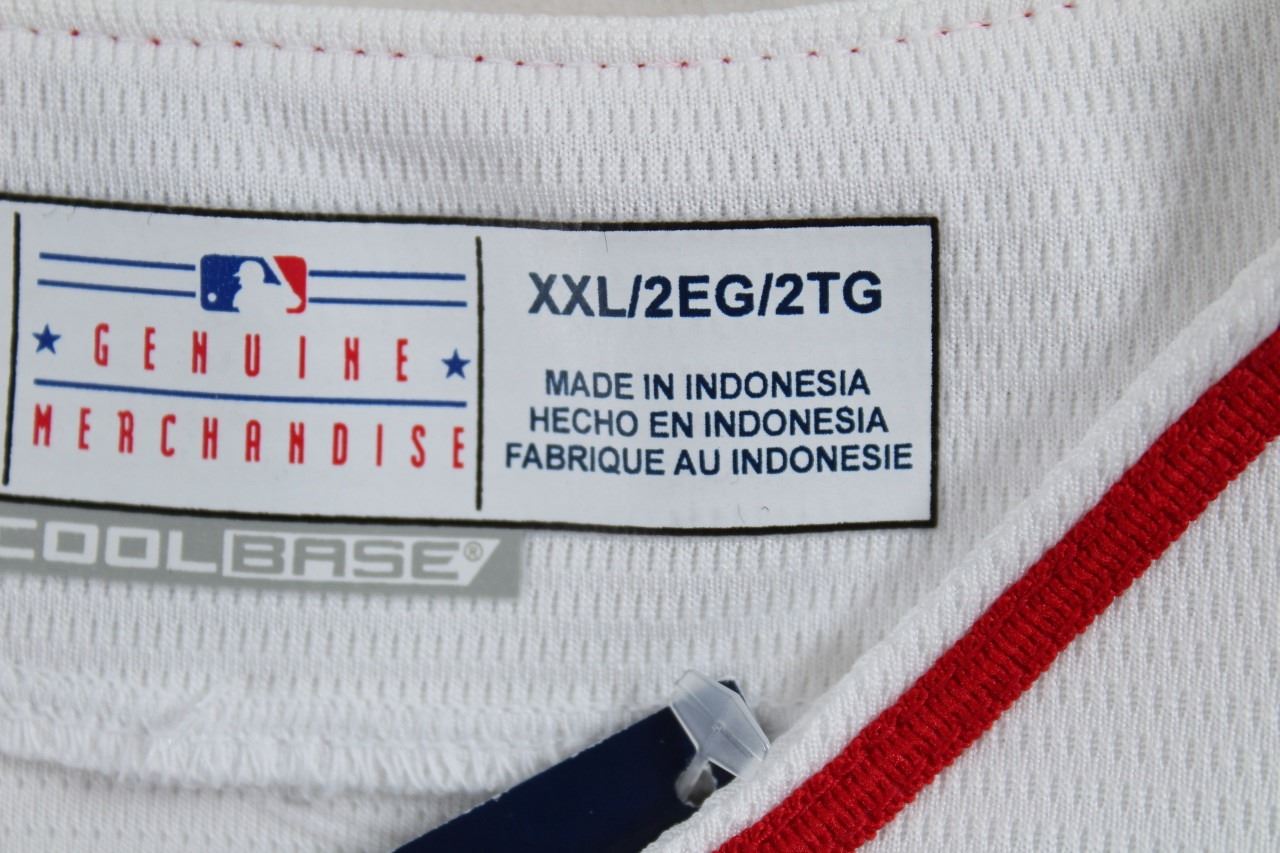 GENUINE
MERCHANDISE
XXL/2EG/2TG
MADE IN INDONESIA
HECHO EN INDONESIA
FABRIQUE AU INDONESIE
COOLBASE®